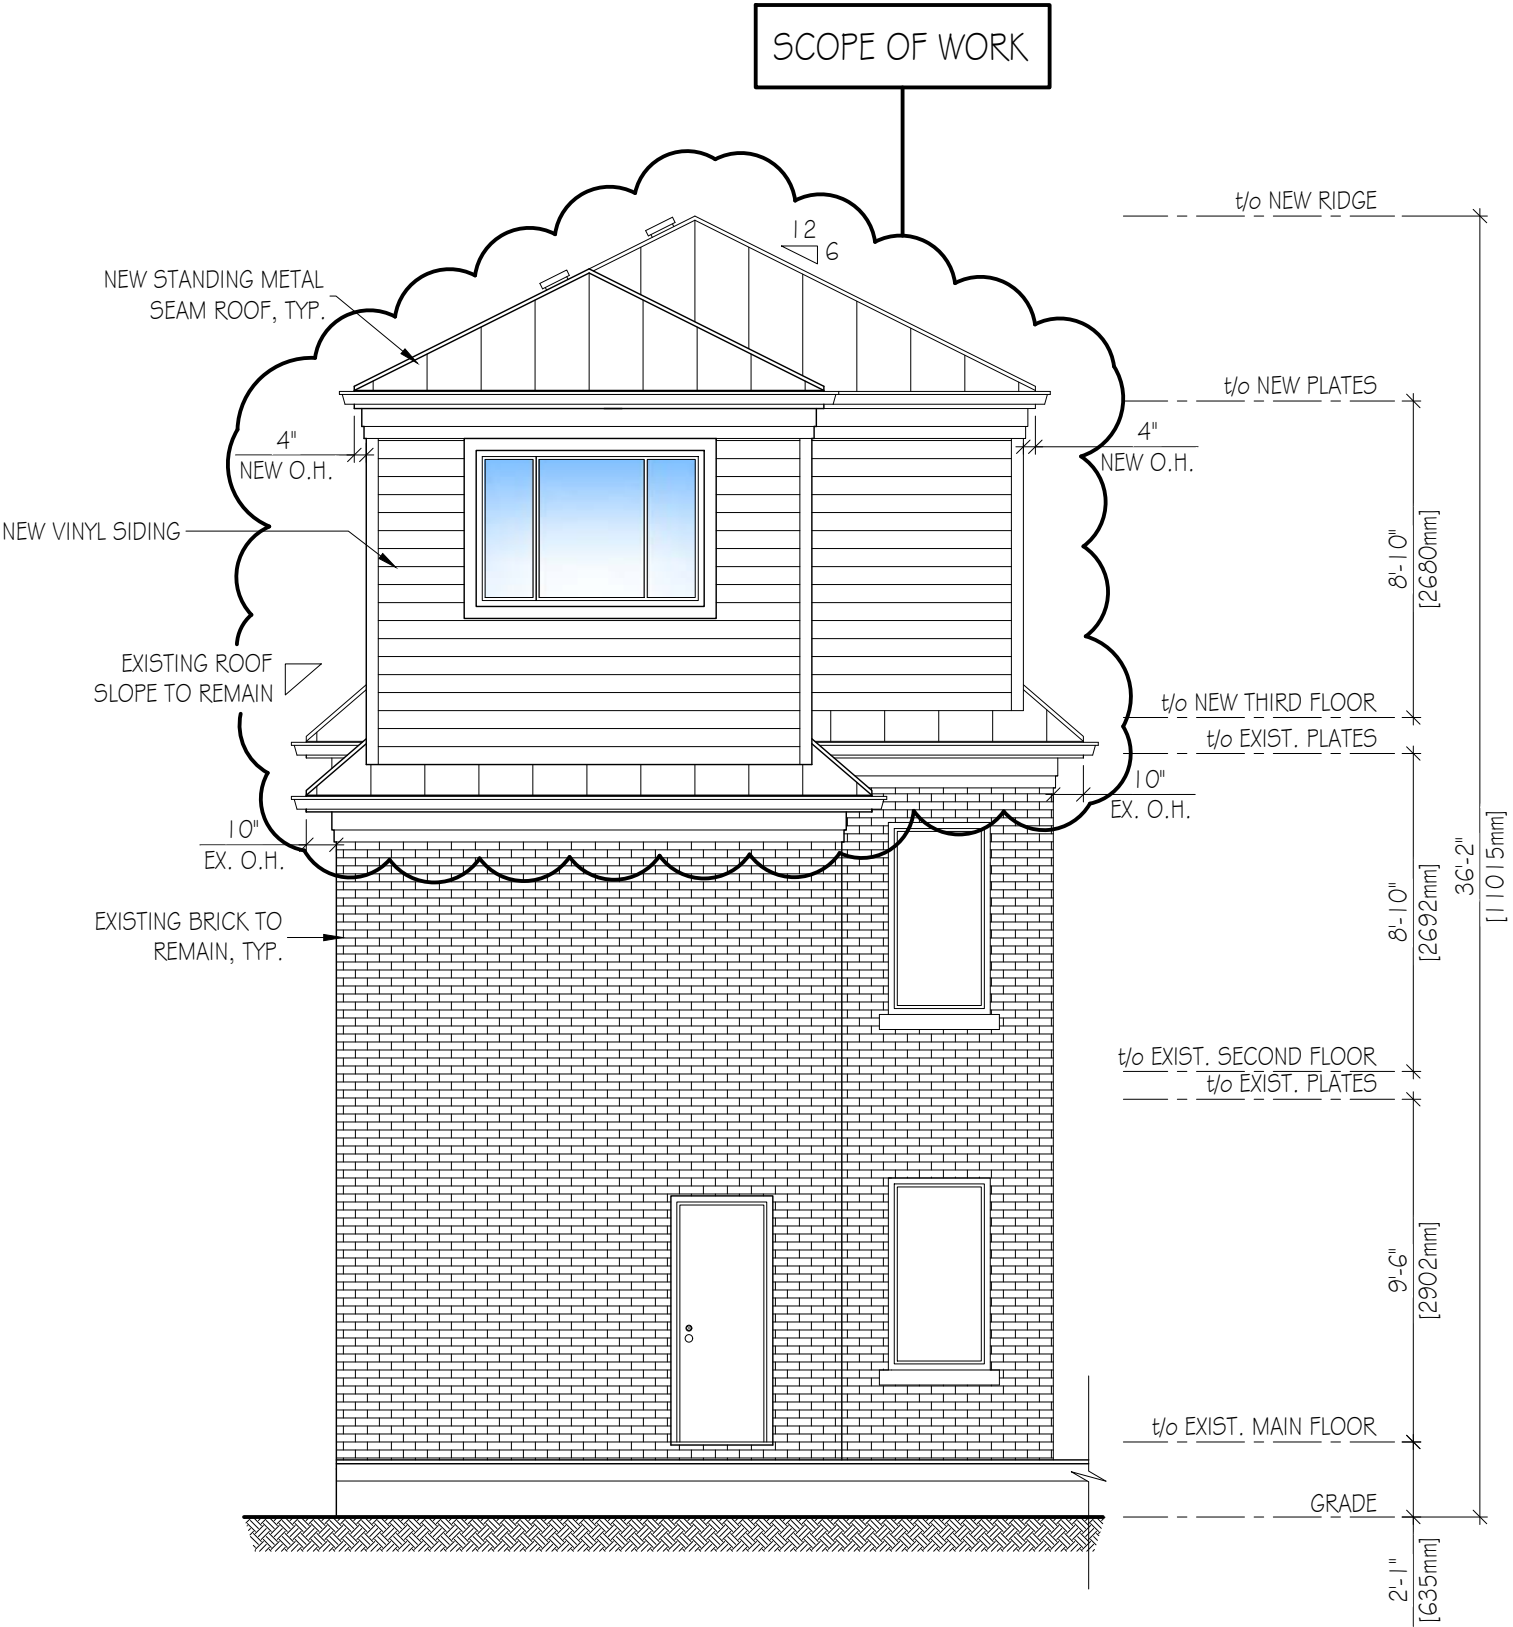 SCOPE OF WORK
t/o NEW RIDGE
12
6
NEW STANDING METAL
SEAM ROOF, TYP.
t/o NEW PLATES
4"
NEW O.H.
4"
NEW O.H.
NEW VINYL SIDING
8'-10"
[2680mm]
EXISTING ROOF
SLOPE TO REMAIN
t/o NEW THIRD FLOOR
t/o EXIST. PLATES
10"
EX. O.H.
10"
EX. O.H.
36'-2"
[11015mm]
8'-10"
[2692mm]
EXISTING BRICK TO
REMAIN, TYP.
t/o EXIST. SECOND FLOOR
t/o EXIST. PLATES
9'-6"
[2902mm]
t/o EXIST. MAIN FLOOR
GRADE
2'-1"
[635mm]